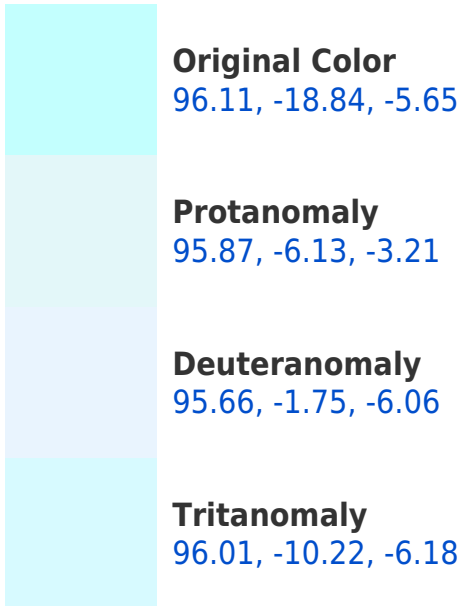 Original Color
96.11, -18.84, -5.65
Protanomaly
95.87, -6.13, -3.21
Deuteranomaly
95.66, -1.75, -6.06
Tritanomaly
96.01, -10.22, -6.18